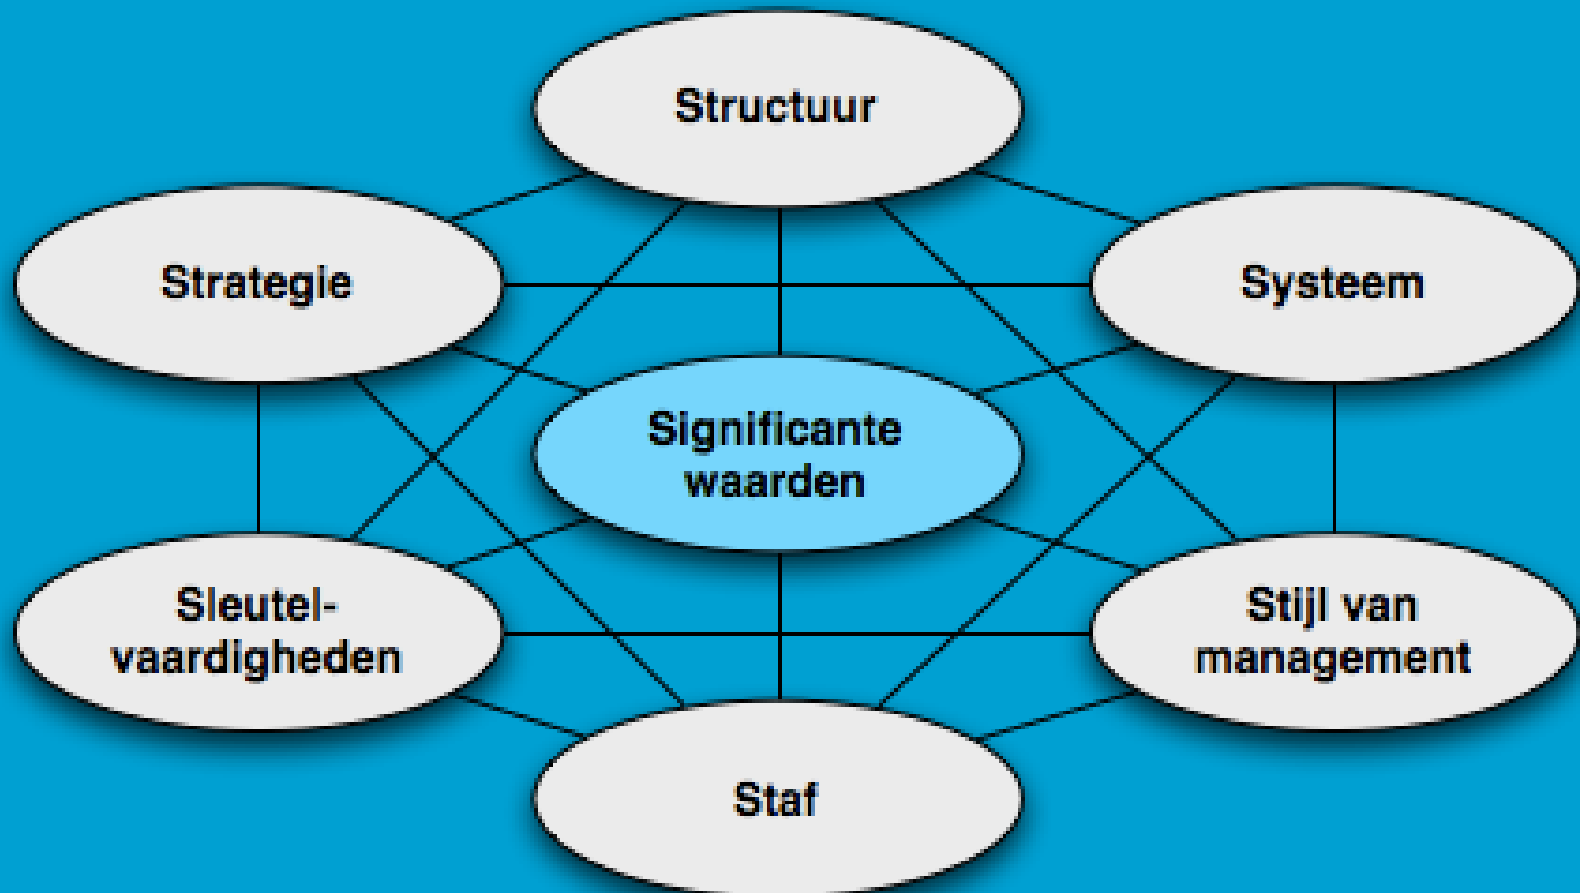 Structuur
Strategie
Systeem
Significante
waarden
Sleutel-
vaardigheden
Stijl van
management
Staf